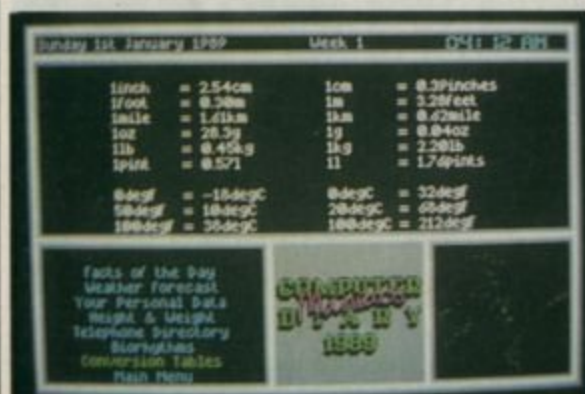 Sunday 1st January 1989 Week 1 04:12 AM
1inch = 2.54cm 1cm = 0.39inches
1foot = 0.30m 1m = 3.28feet
1mile = 1.61km 1km = 0.62mile
1oz = 28.3g 1g = 0.04oz
1lb = 0.45kg 1kg = 2.20lb
1pint = 0.57l 1l = 1.76pints
0degF = -18degC 0degC = 32degF
50degF = 10degC 20degC = 68degF
100degF = 38degC 100degC = 212degF
Facts of the Day
Weather Forecast
Your Personal Data
Height & Weight
Telephone Directory
Biorhythms
Conversion Tables
Main Menu
COMPUTER
DIARY
1989